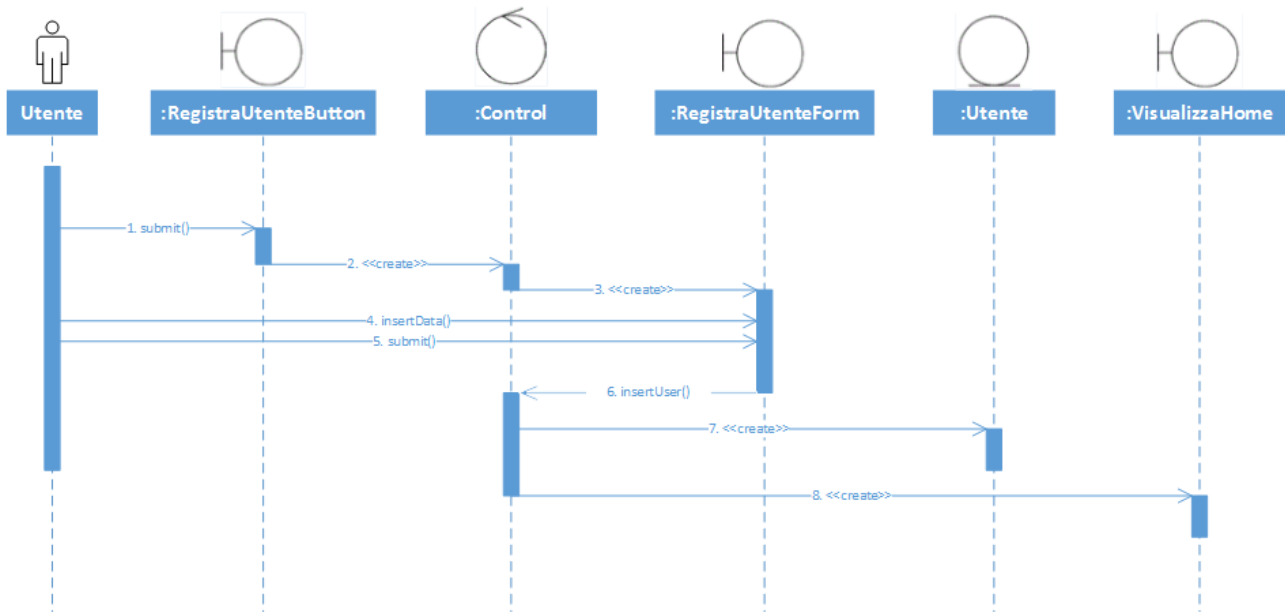 Utente
:RegistraUtenteButton
:Control
:RegistraUtenteForm
:Utente
:VisualizzaHome
1. submit()
2. <<create>>
3. <<create>>
4. insertData()
5. submit()
6. insertUser()
7. <<create>>
8. <<create>>